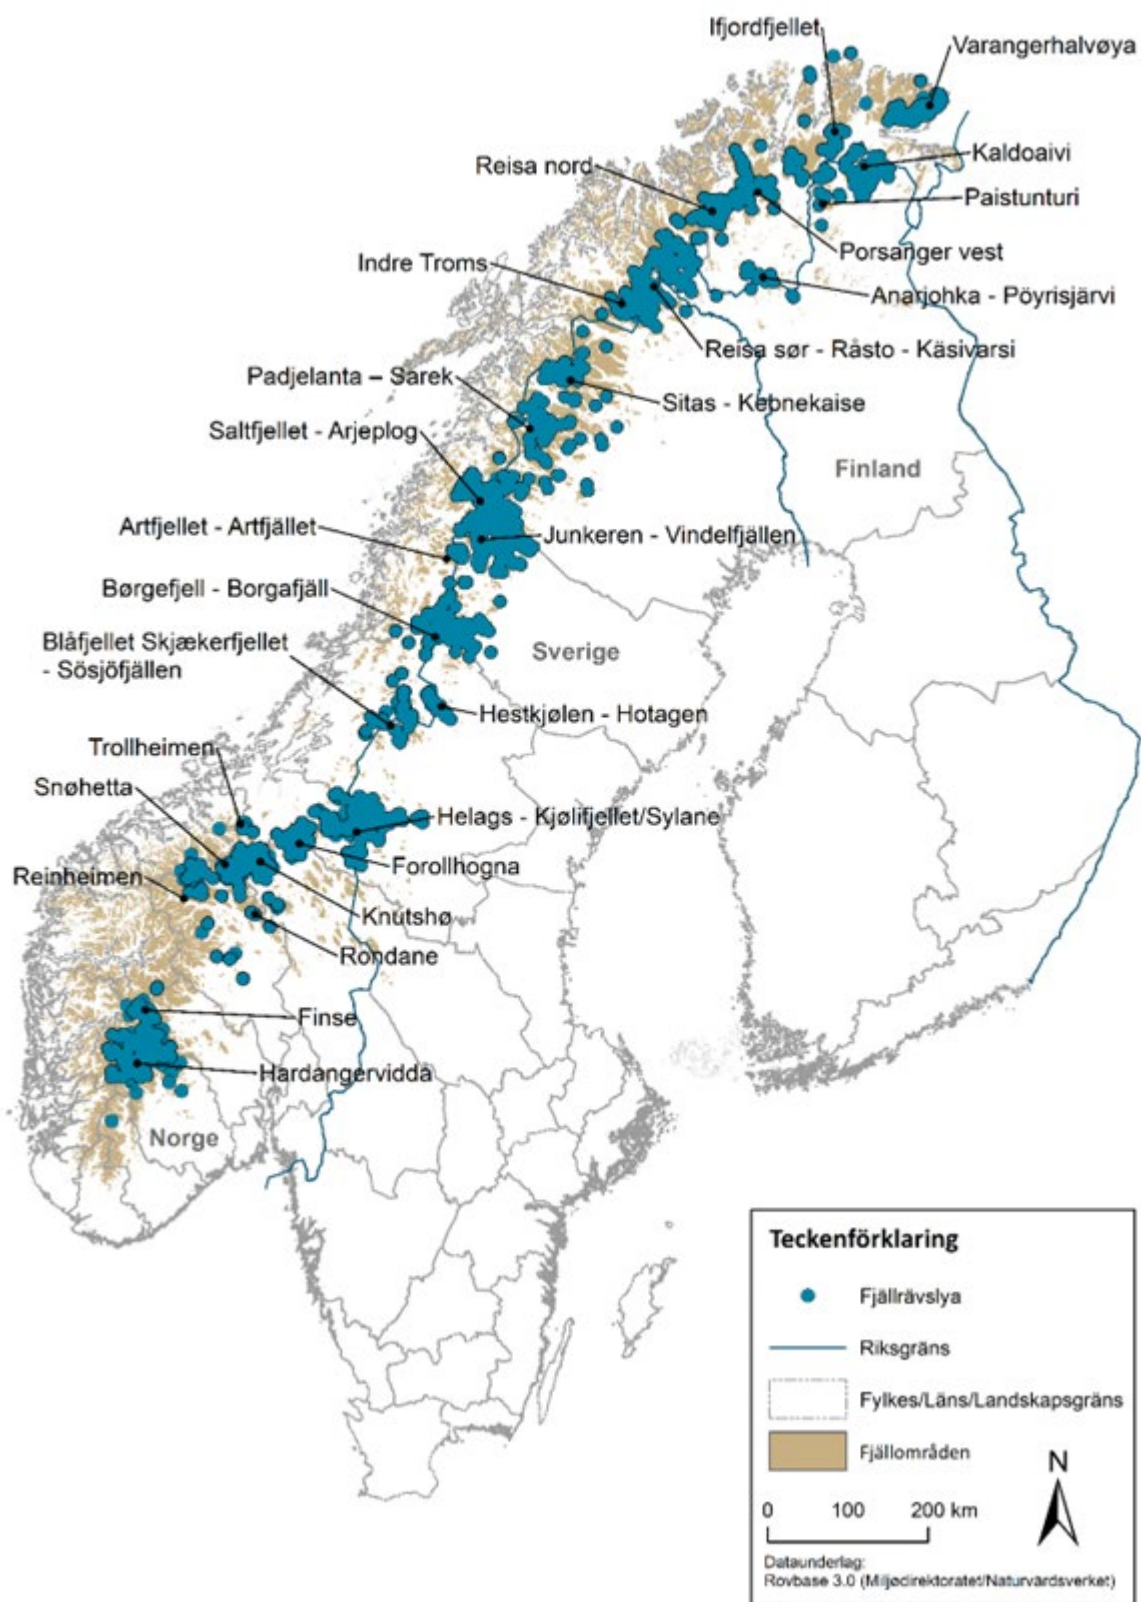 Ifjordfjellet
Varangerhalvøya
Kaldoaivi
Reisa nord
Paistunturi
Porsanger vest
Indre Troms
Anarjohka - Pöyrisjärvi
Reisa sør - Råsto - Käsivarsi
Padjelanta – Sarek
Sitas - Kebnekaise
Saltfjellet - Arjeplog
Finland
Artfjellet - Artfjället
Junkeren - Vindelfjällen
Børgefjell - Borgafjäll
Blåfjellet Skjækerfjellet
- Sösjöfjällen
Sverige
Hestkjølen - Hotagen
Trollheimen
Snøhetta
Helags - Kjølifjellet/Sylane
Forollhogna
Reinheimen
Knutshø
Rondane
Finse
Hardangervidda
Norge
Teckenförklaring
Fjällrävslya
Riksgräns
Fylkes/Läns/Landskapsgräns
Fjällområden
N
0 100 200 km
Dataunderlag:
Rovbase 3.0 (Miljødirektoratet/Naturvårdsverket)